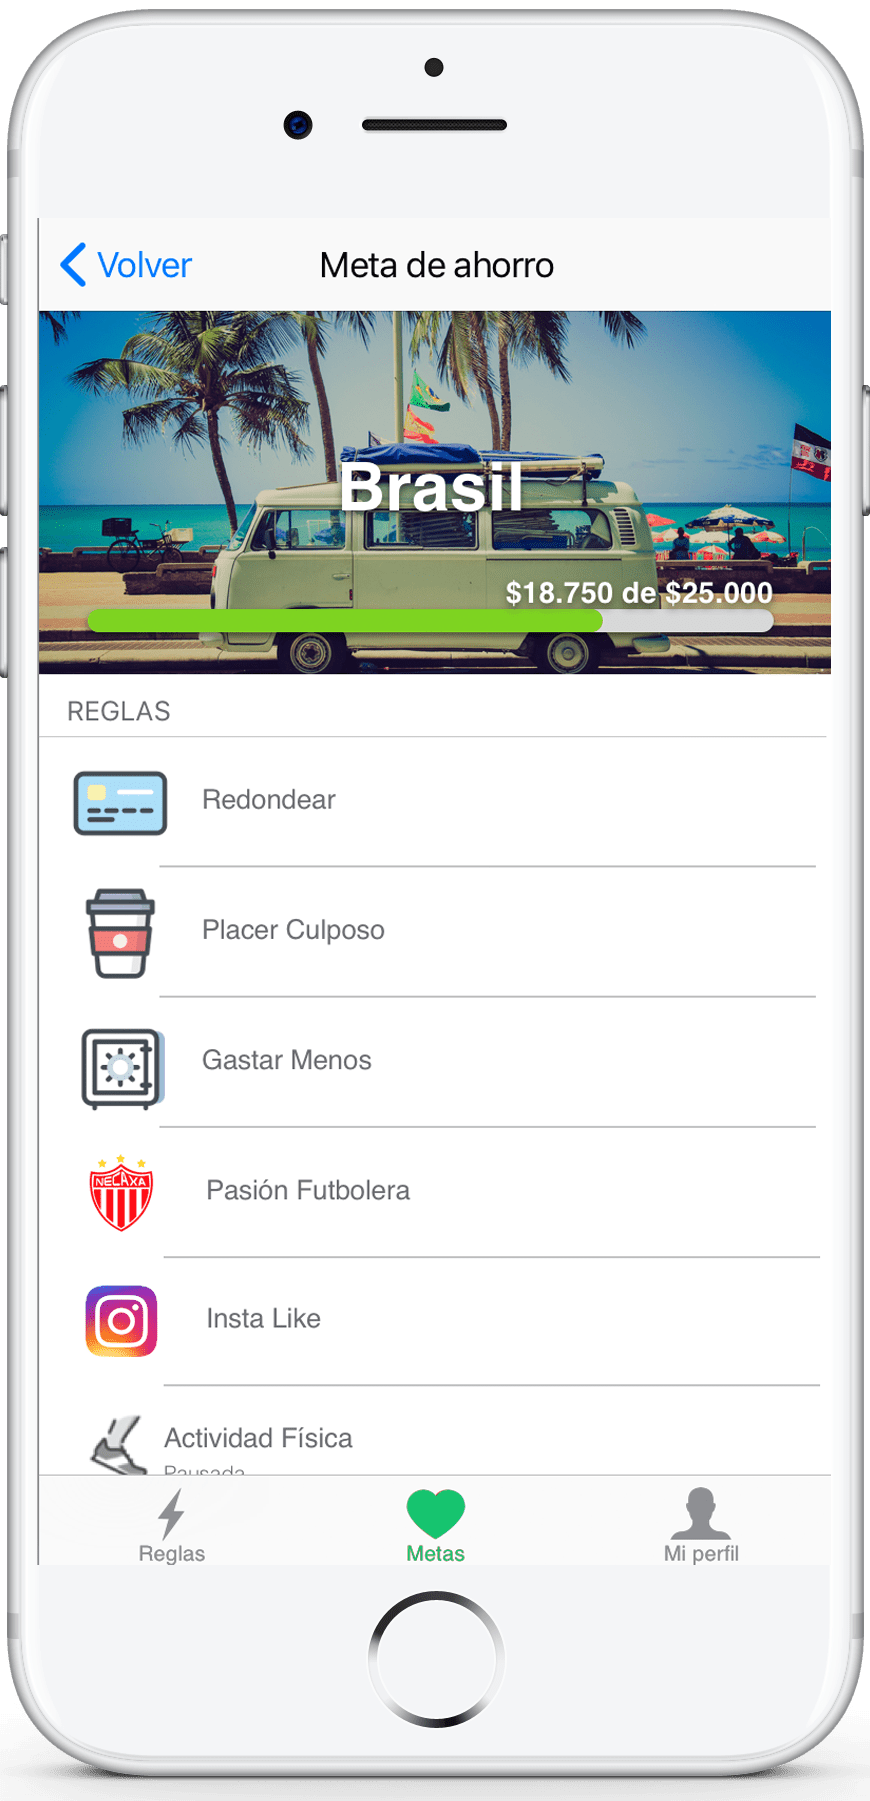 Volver
Meta de ahorro
Brasil
$18.750 de $25.000
REGLAS
Redondear
Placer Culposo
Gastar Menos
NECAXA
Pasión Futbolera
Insta Like
Actividad Física
Pausada
Reglas
Metas
Mi perfil